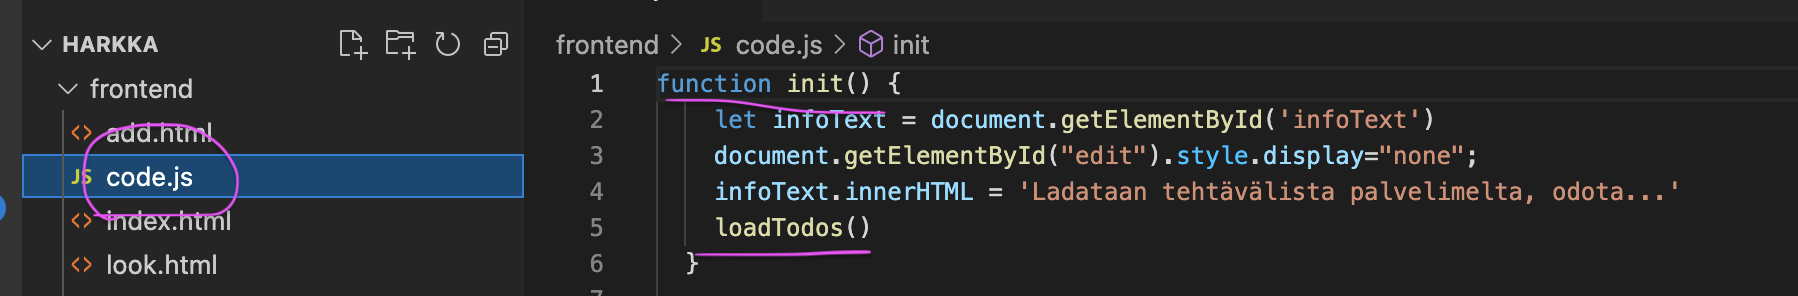 HARKKA
frontend
add.html
JS code.js
index.html
look.html
frontend > JS code.js > init
1 function init() {
2 let infoText = document.getElementById('infoText')
3 document.getElementById("edit").style.display="none";
4 infoText.innerHTML = 'Ladataan tehtävälista palvelimelta, odota...'
5 loadTodos()
6 }
7